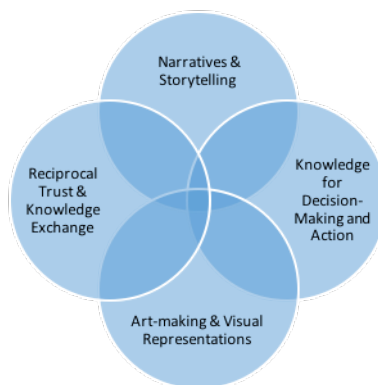 Narratives &
Storytelling
Reciprocal
Trust &
Knowledge
Exchange
Knowledge
for
Decision-
Making and
Action
Art-making & Visual
Representations